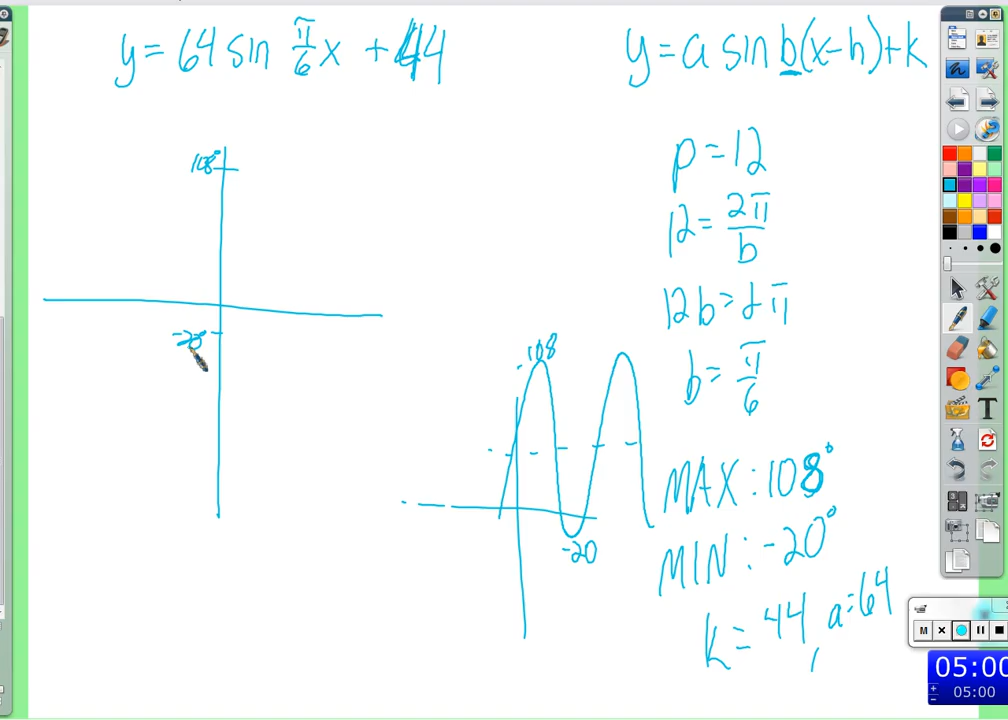 y = 64 sin π/6 x + 44
y = a sin b(x-h)+k
p = 12
12 = 2π/b
12b = 2π
b = π/6
108°
-20°
108
-20
MAX : 108°
MIN : -20°
k = 44, a = 64
M
05:00
05:00